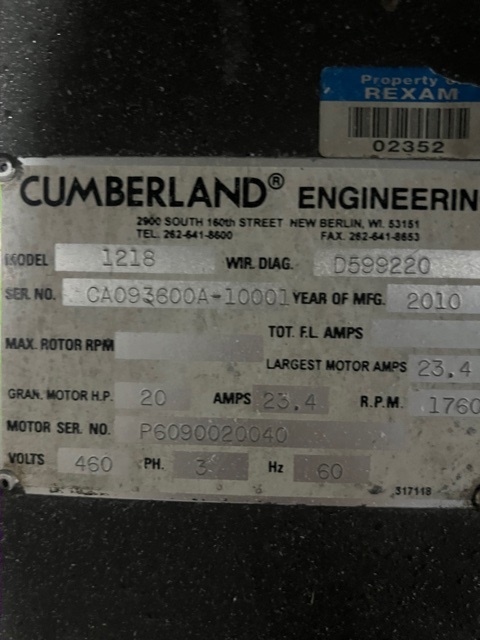 Property of
REXAM
02352
CUMBERLAND® ENGINEERIN
2900 SOUTH 160th STREET NEW BERLIN, WI. 53151
TEL. 262-641-8600 FAX. 262-641-8653
MODEL 1218 WIR. DIAG. D599220
SER. NO. CA093600A-10001 YEAR OF MFG. 2010
TOT. F.L. AMPS
MAX. ROTOR RPM
LARGEST MOTOR AMPS 23.4
GRAN. MOTOR H.P. 20 AMPS 23.4 R.P.M. 1760
MOTOR SER. NO. P6090020040
VOLTS 460 PH. 3 Hz 60
317118